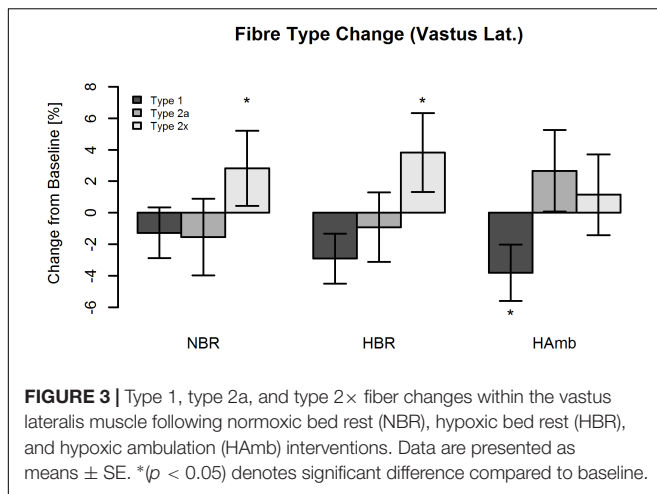 Fibre Type Change (Vastus Lat.)
Change from Baseline [%]
8
6
4
2
0
-2
-4
-6
Type 1
Type 2a
Type 2x
*
*
*
NBR
HBR
HAmb
FIGURE 3 | Type 1, type 2a, and type 2× fiber changes within the vastus
lateralis muscle following normoxic bed rest (NBR), hypoxic bed rest (HBR),
and hypoxic ambulation (HAmb) interventions. Data are presented as
means ± SE. *(p < 0.05) denotes significant difference compared to baseline.